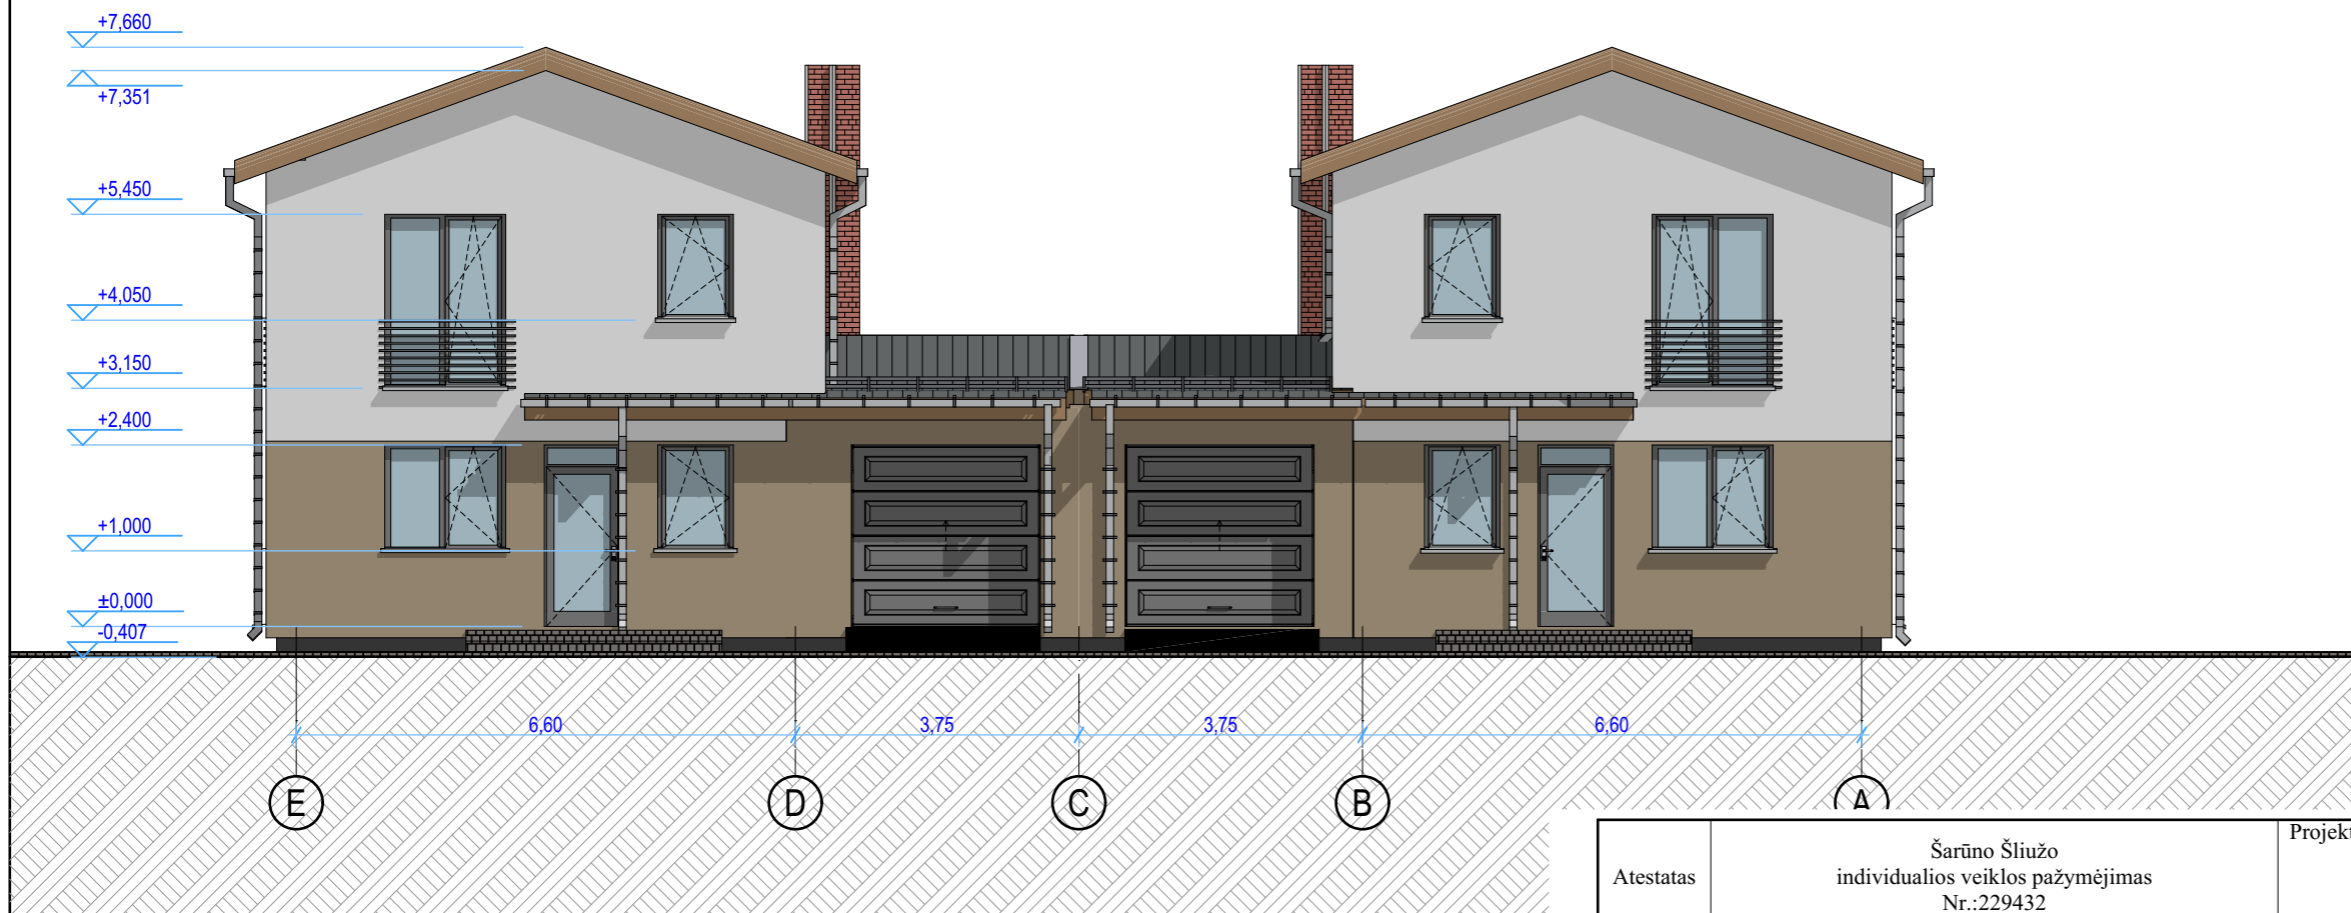 +7,660
+7,351
+5,450
+4,050
+3,150
+2,400
+1,000
±0,000
-0,407
6,60 3,75 3,75 6,60
E D C B A
Projekt
Šarūno Šliužo
Atestatas individualios veiklos pažymėjimas
Nr.:229432